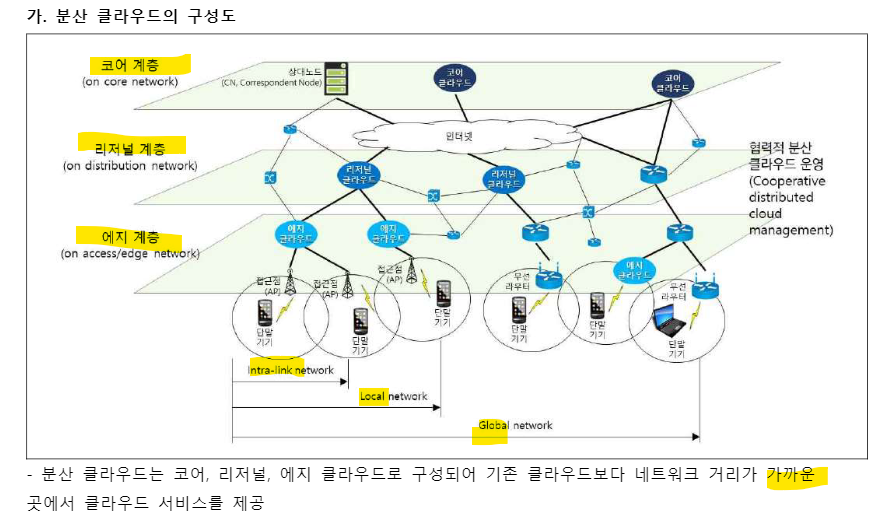 가. 분산 클라우드의 구성도
코어 계층
(on core network)
상대노드
(CN, Correspondent Node)
코어
클라우드
코어
클라우드
인터넷
리저널 계층
(on distribution network)
리저널
클라우드
리저널
클라우드
협력적 분산
클라우드 운영
(Cooperative
distributed
cloud
management)
에지 계층
(on access/edge network)
에지
클라우드
에지
클라우드
에지
클라우드
접근점
(AP)
접근점
(AP)
접근점
(AP)
무선
라우터
무선
라우터
단말
기기
단말
기기
단말
기기
단말
기기
단말
기기
단말
기기
Intra-link network
Local network
Global network
- 분산 클라우드는 코어, 리저널, 에지 클라우드로 구성되어 기존 클라우드보다 네트워크 거리가 가까운
곳에서 클라우드 서비스를 제공